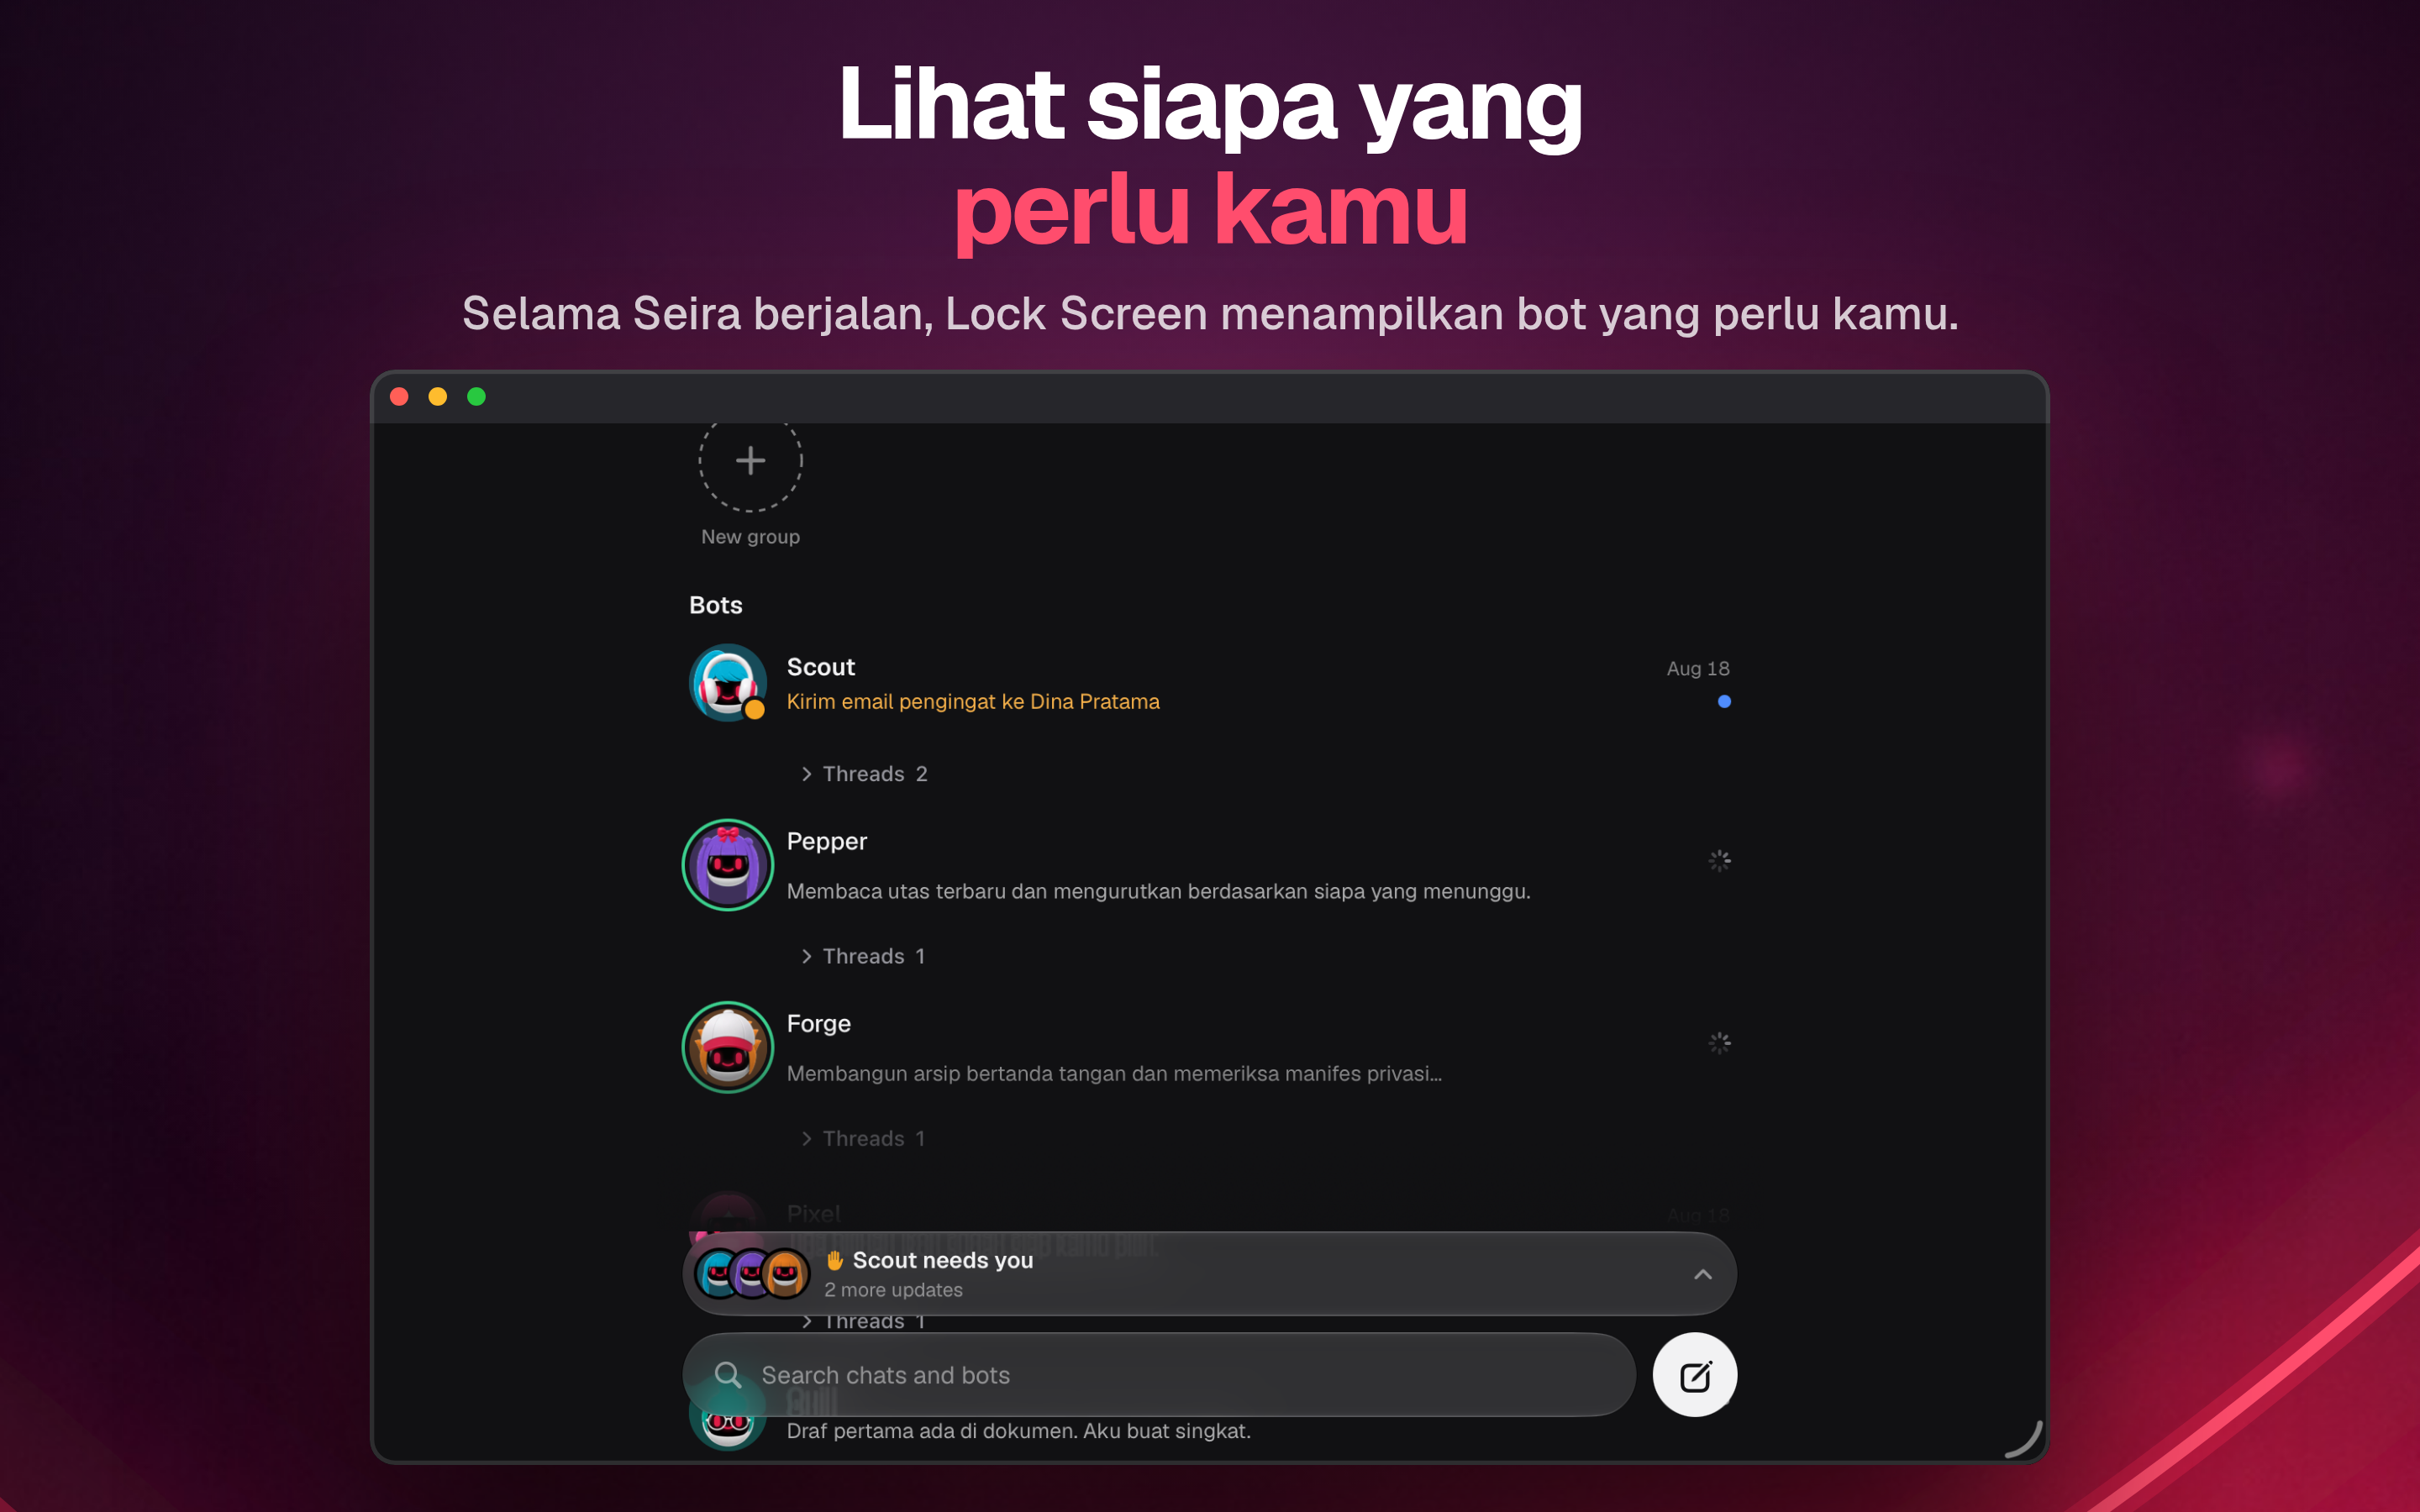 Lihat siapa yang
perlu kamu
Selama Seira berjalan, Lock Screen menampilkan bot yang perlu kamu.
New group
Bots
Scout
Aug 18
Kirim email pengingat ke Dina Pratama
Threads 2
Pepper
Membaca utas terbaru dan mengurutkan berdasarkan siapa yang menunggu.
Threads 1
Forge
Membangun arsip bertanda tangan dan memeriksa manifes privasi...
Threads 1
Pixel
Aug 18
Scout needs you
2 more updates
Threads 1
Search chats and bots
Quill
Draf pertama ada di dokumen. Aku buat singkat.